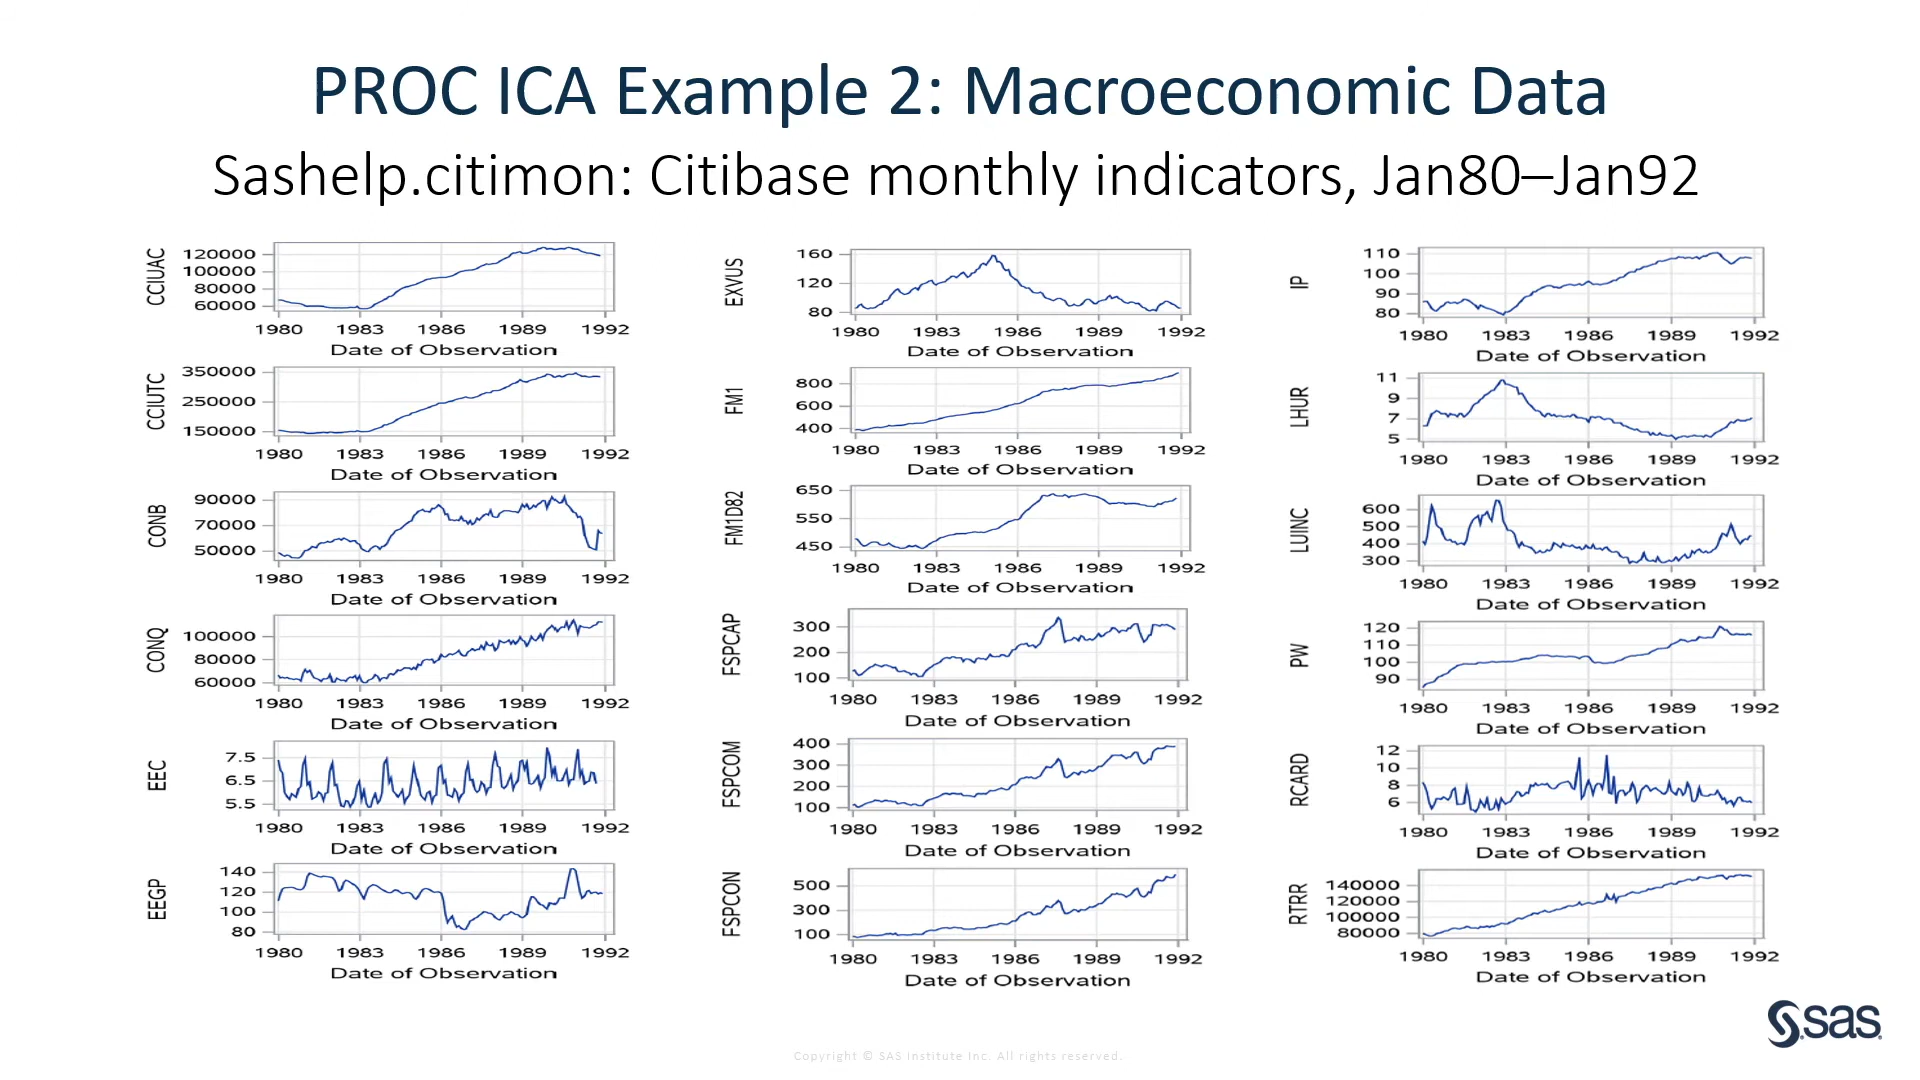 PROC ICA Example 2: Macroeconomic Data
Sashelp.citimon: Citibase monthly indicators, Jan80–Jan92
CCIUAC
120000
100000
80000
60000
1980 1983 1986 1989 1992
Date of Observation
CCIUTC
350000
250000
150000
1980 1983 1986 1989 1992
Date of Observation
CONB
90000
70000
50000
1980 1983 1986 1989 1992
Date of Observation
CONQ
100000
80000
60000
1980 1983 1986 1989 1992
Date of Observation
EEC
7.5
6.5
5.5
1980 1983 1986 1989 1992
Date of Observation
EEGP
140
120
100
80
1980 1983 1986 1989 1992
Date of Observation
EXVUS
160
120
80
1980 1983 1986 1989 1992
Date of Observation
FM1
800
600
400
1980 1983 1986 1989 1992
Date of Observation
FM1D82
650
550
450
1980 1983 1986 1989 1992
Date of Observation
FSPCAP
300
200
100
1980 1983 1986 1989 1992
Date of Observation
FSPCOM
400
300
200
100
1980 1983 1986 1989 1992
Date of Observation
FSPCON
500
300
100
1980 1983 1986 1989 1992
Date of Observation
IP
110
100
90
80
1980 1983 1986 1989 1992
Date of Observation
LHUR
11
9
7
5
1980 1983 1986 1989 1992
Date of Observation
LUINC
600
500
400
300
1980 1983 1986 1989 1992
Date of Observation
PW
120
110
100
90
1980 1983 1986 1989 1992
Date of Observation
RCARD
12
10
8
6
1980 1983 1986 1989 1992
Date of Observation
RTRR
140000
120000
100000
80000
1980 1983 1986 1989 1992
Date of Observation
sas
Copyright © SAS Institute Inc. All rights reserved.